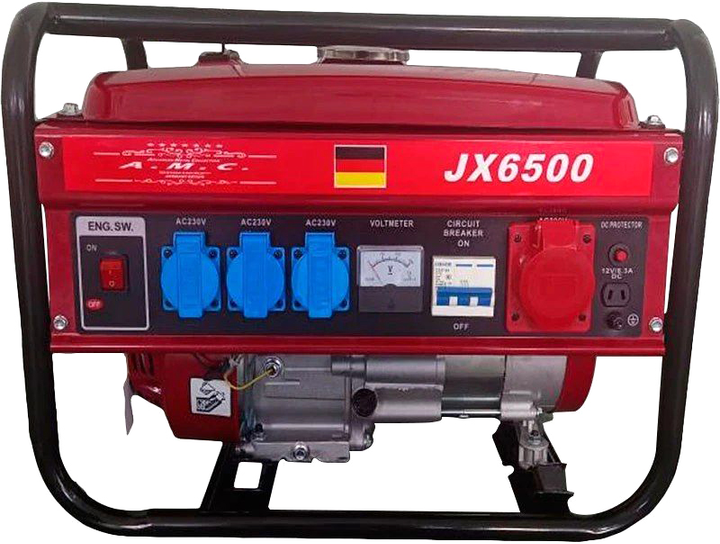 A.M.C.
JX6500
ENG.SW.
ON
OFF
AC230V
AC230V
AC230V
VOLTMETER
V
CIRCUIT
BREAKER
ON
OFF
DC PROTECTOR
12V/8.3A
DC